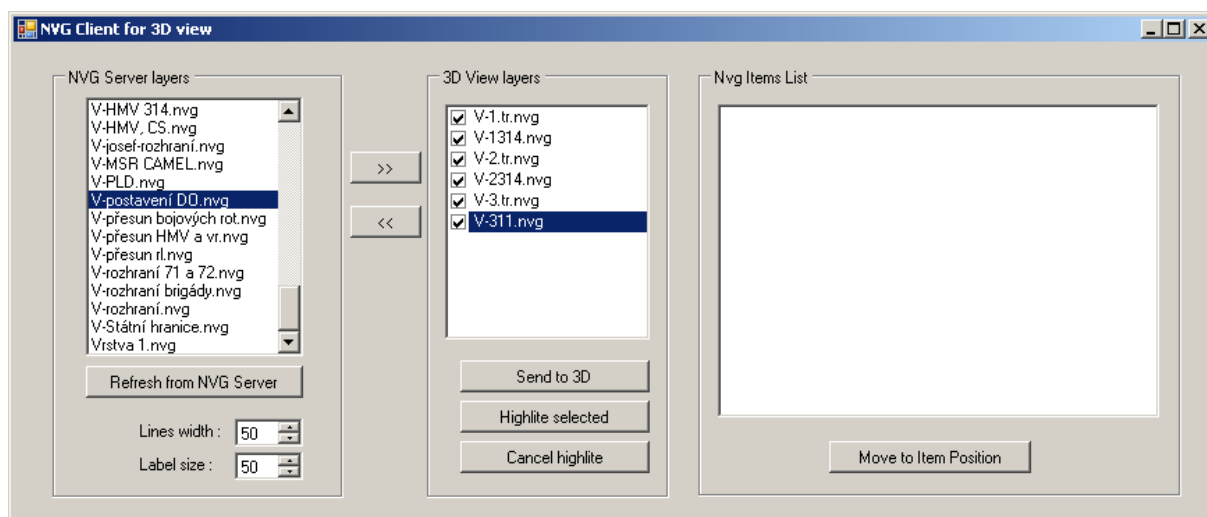 NVG Client for 3D view
NVG Server layers
V-HMV 314.nvg
V-HMV, CS.nvg
V-josef-rozhraní.nvg
V-MSR CAMEL.nvg
V-PLD.nvg
V-postavení DO.nvg
V-přesun bojových rot.nvg
V-přesun HMV a vr.nvg
V-přesun rl.nvg
V-rozhraní 71 a 72.nvg
V-rozhraní brigády.nvg
V-rozhraní.nvg
V-Státní hranice.nvg
Vrstva 1.nvg
Refresh from NVG Server
Lines width : 50
Label size : 50
>>
<<
3D View layers
V-1.tr.nvg
V-1314.nvg
V-2.tr.nvg
V-2314.nvg
V-3.tr.nvg
V-311.nvg
Send to 3D
Highlite selected
Cancel highlite
Nvg Items List
Move to Item Position